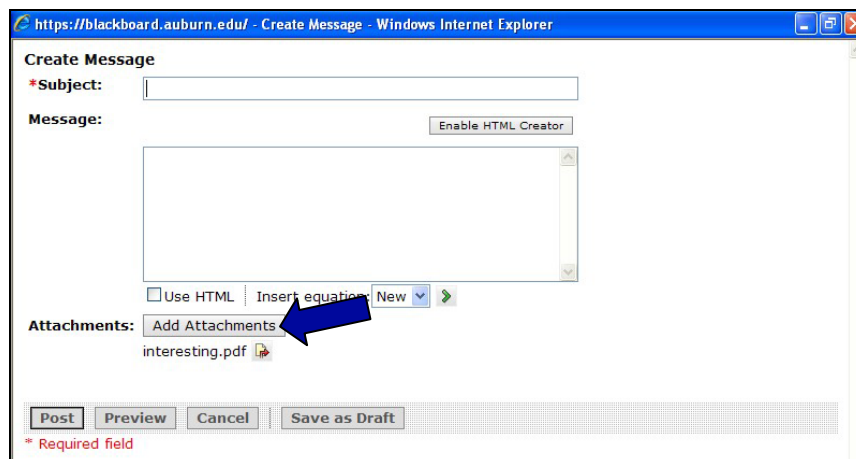 https://blackboard.auburn.edu/ - Create Message - Windows Internet Explorer
Create Message
*Subject:
Message:
Enable HTML Creator
Use HTML Insert equation: New
Attachments: Add Attachments
interesting.pdf
Post Preview Cancel Save as Draft
* Required field